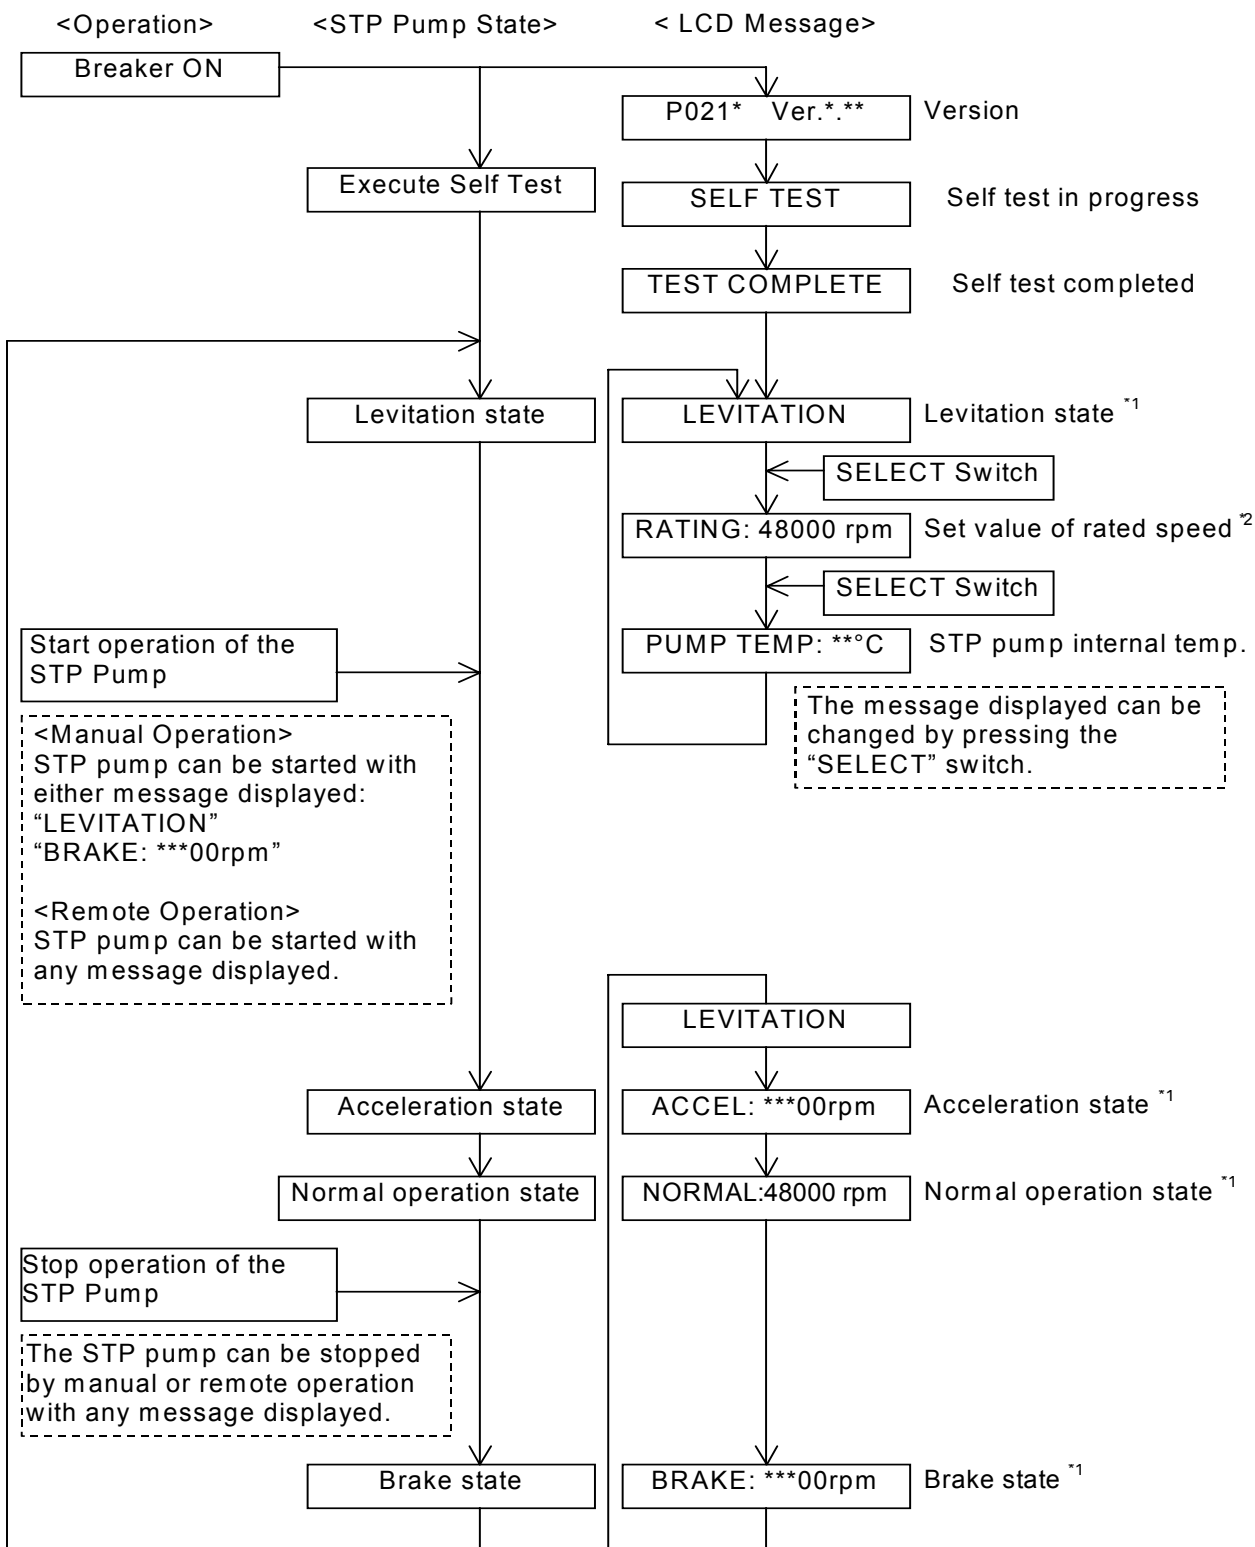 <Operation>
<STP Pump State>
< LCD Message>
Breaker ON
P021* Ver.*.**
Version
Execute Self Test
SELF TEST
Self test in progress
TEST COMPLETE
Self test completed
Levitation state
LEVITATION
Levitation state *1
SELECT Switch
RATING: 48000 rpm
Set value of rated speed *2
SELECT Switch
Start operation of the
STP Pump
PUMP TEMP: **°C
STP pump internal temp.
The message displayed can be
changed by pressing the
“SELECT” switch.
<Manual Operation>
STP pump can be started with
either message displayed:
“LEVITATION”
“BRAKE: ***00rpm”
<Remote Operation>
STP pump can be started with
any message displayed.
LEVITATION
Acceleration state
ACCEL: ***00rpm
Acceleration state *1
Normal operation state
NORMAL:48000 rpm
Normal operation state *1
Stop operation of the
STP Pump
The STP pump can be stopped
by manual or remote operation
with any message displayed.
Brake state
BRAKE: ***00rpm
Brake state *1